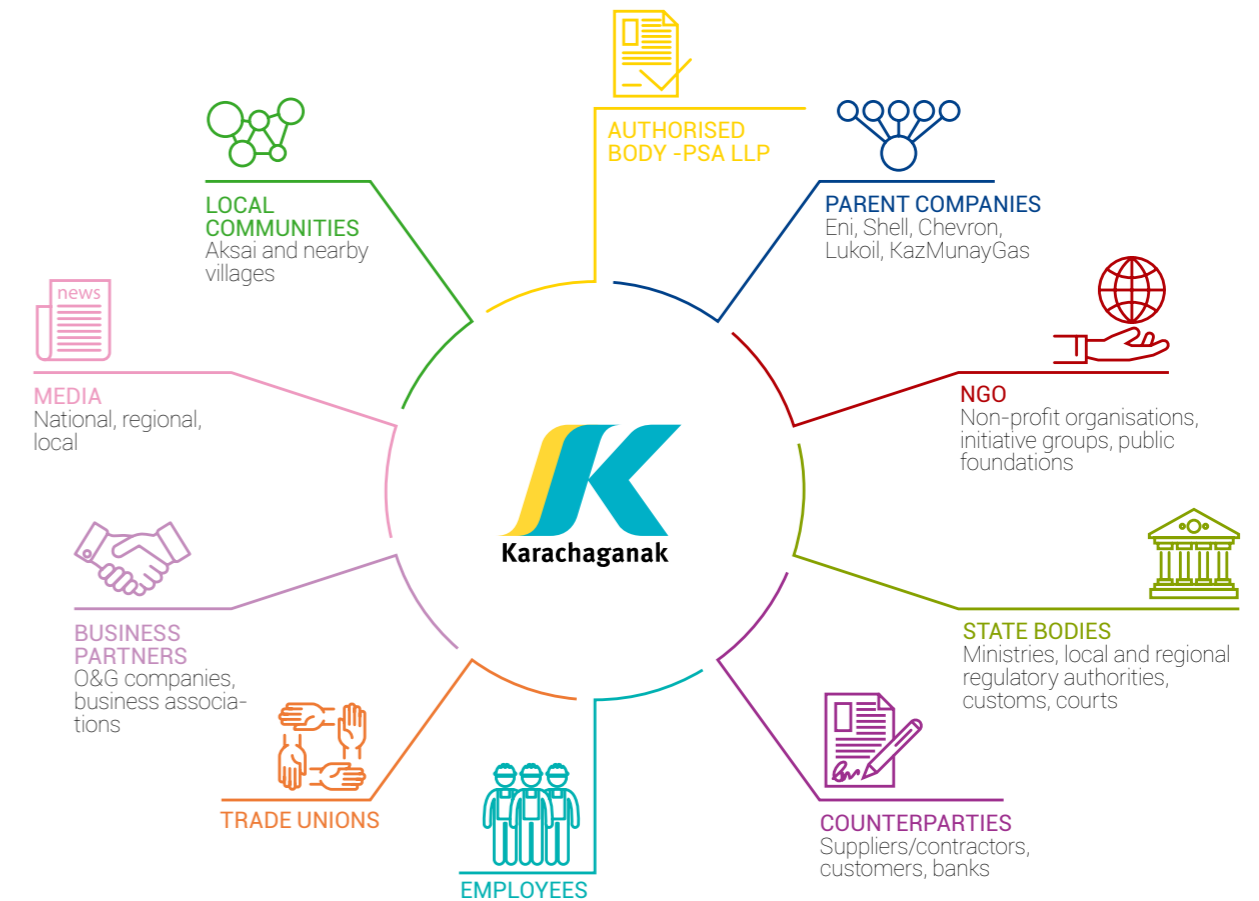 AUTHORISED
BODY -PSA LLP
PARENT COMPANIES
Eni, Shell, Chevron,
Lukoil, KazMunayGas
NGO
Non-profit organisations,
initiative groups, public
foundations
STATE BODIES
Ministries, local and regional
regulatory authorities,
customs, courts
COUNTERPARTIES
Suppliers/contractors,
customers, banks
EMPLOYEES
TRADE UNIONS
BUSINESS
PARTNERS
O&G companies,
business associa-
tions
news
MEDIA
National, regional,
local
LOCAL
COMMUNITIES
Aksai and nearby
villages
Karachaganak